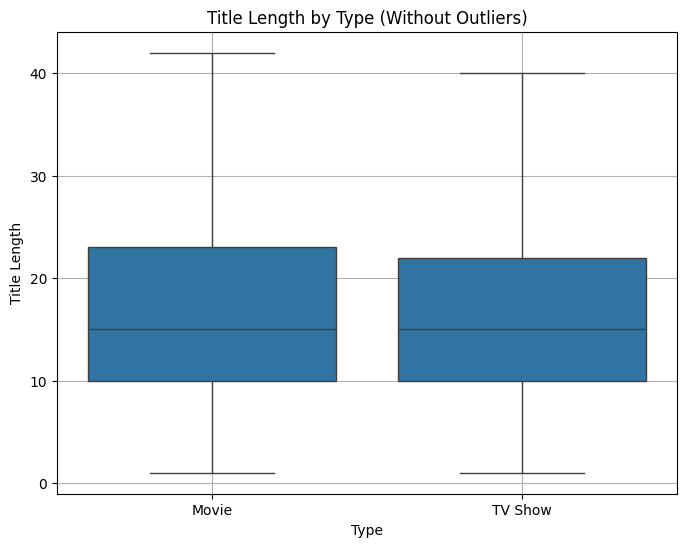 Title Length by Type (Without Outliers)
40
30
20
10
0
Title Length
Movie
TV Show
Type